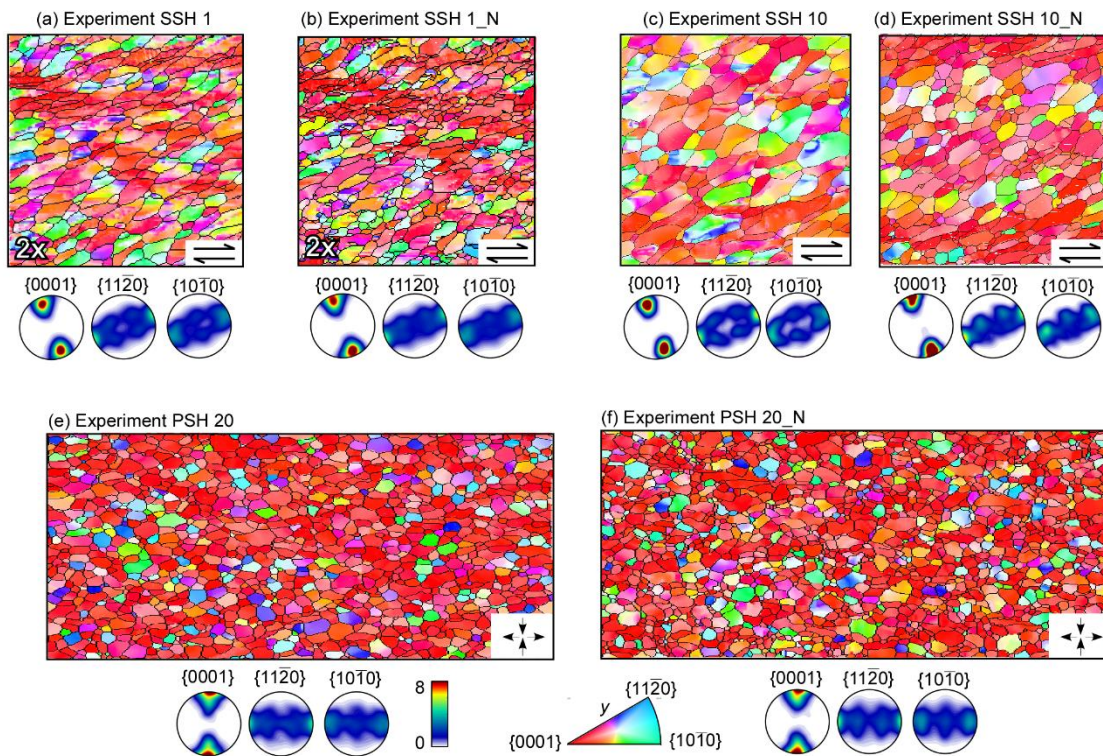 (a) Experiment SSH 1
(b) Experiment SSH 1_N
(c) Experiment SSH 10
(d) Experiment SSH 10_N
2x
2x
{0001} {112̅0} {101̅0}
{0001} {112̅0} {101̅0}
{0001} {112̅0} {101̅0}
{0001} {112̅0} {101̅0}
(e) Experiment PSH 20
(f) Experiment PSH 20_N
{0001} {112̅0} {101̅0}
8
0
{112̅0}
y
{0001}
{101̅0}
{0001} {112̅0} {101̅0}